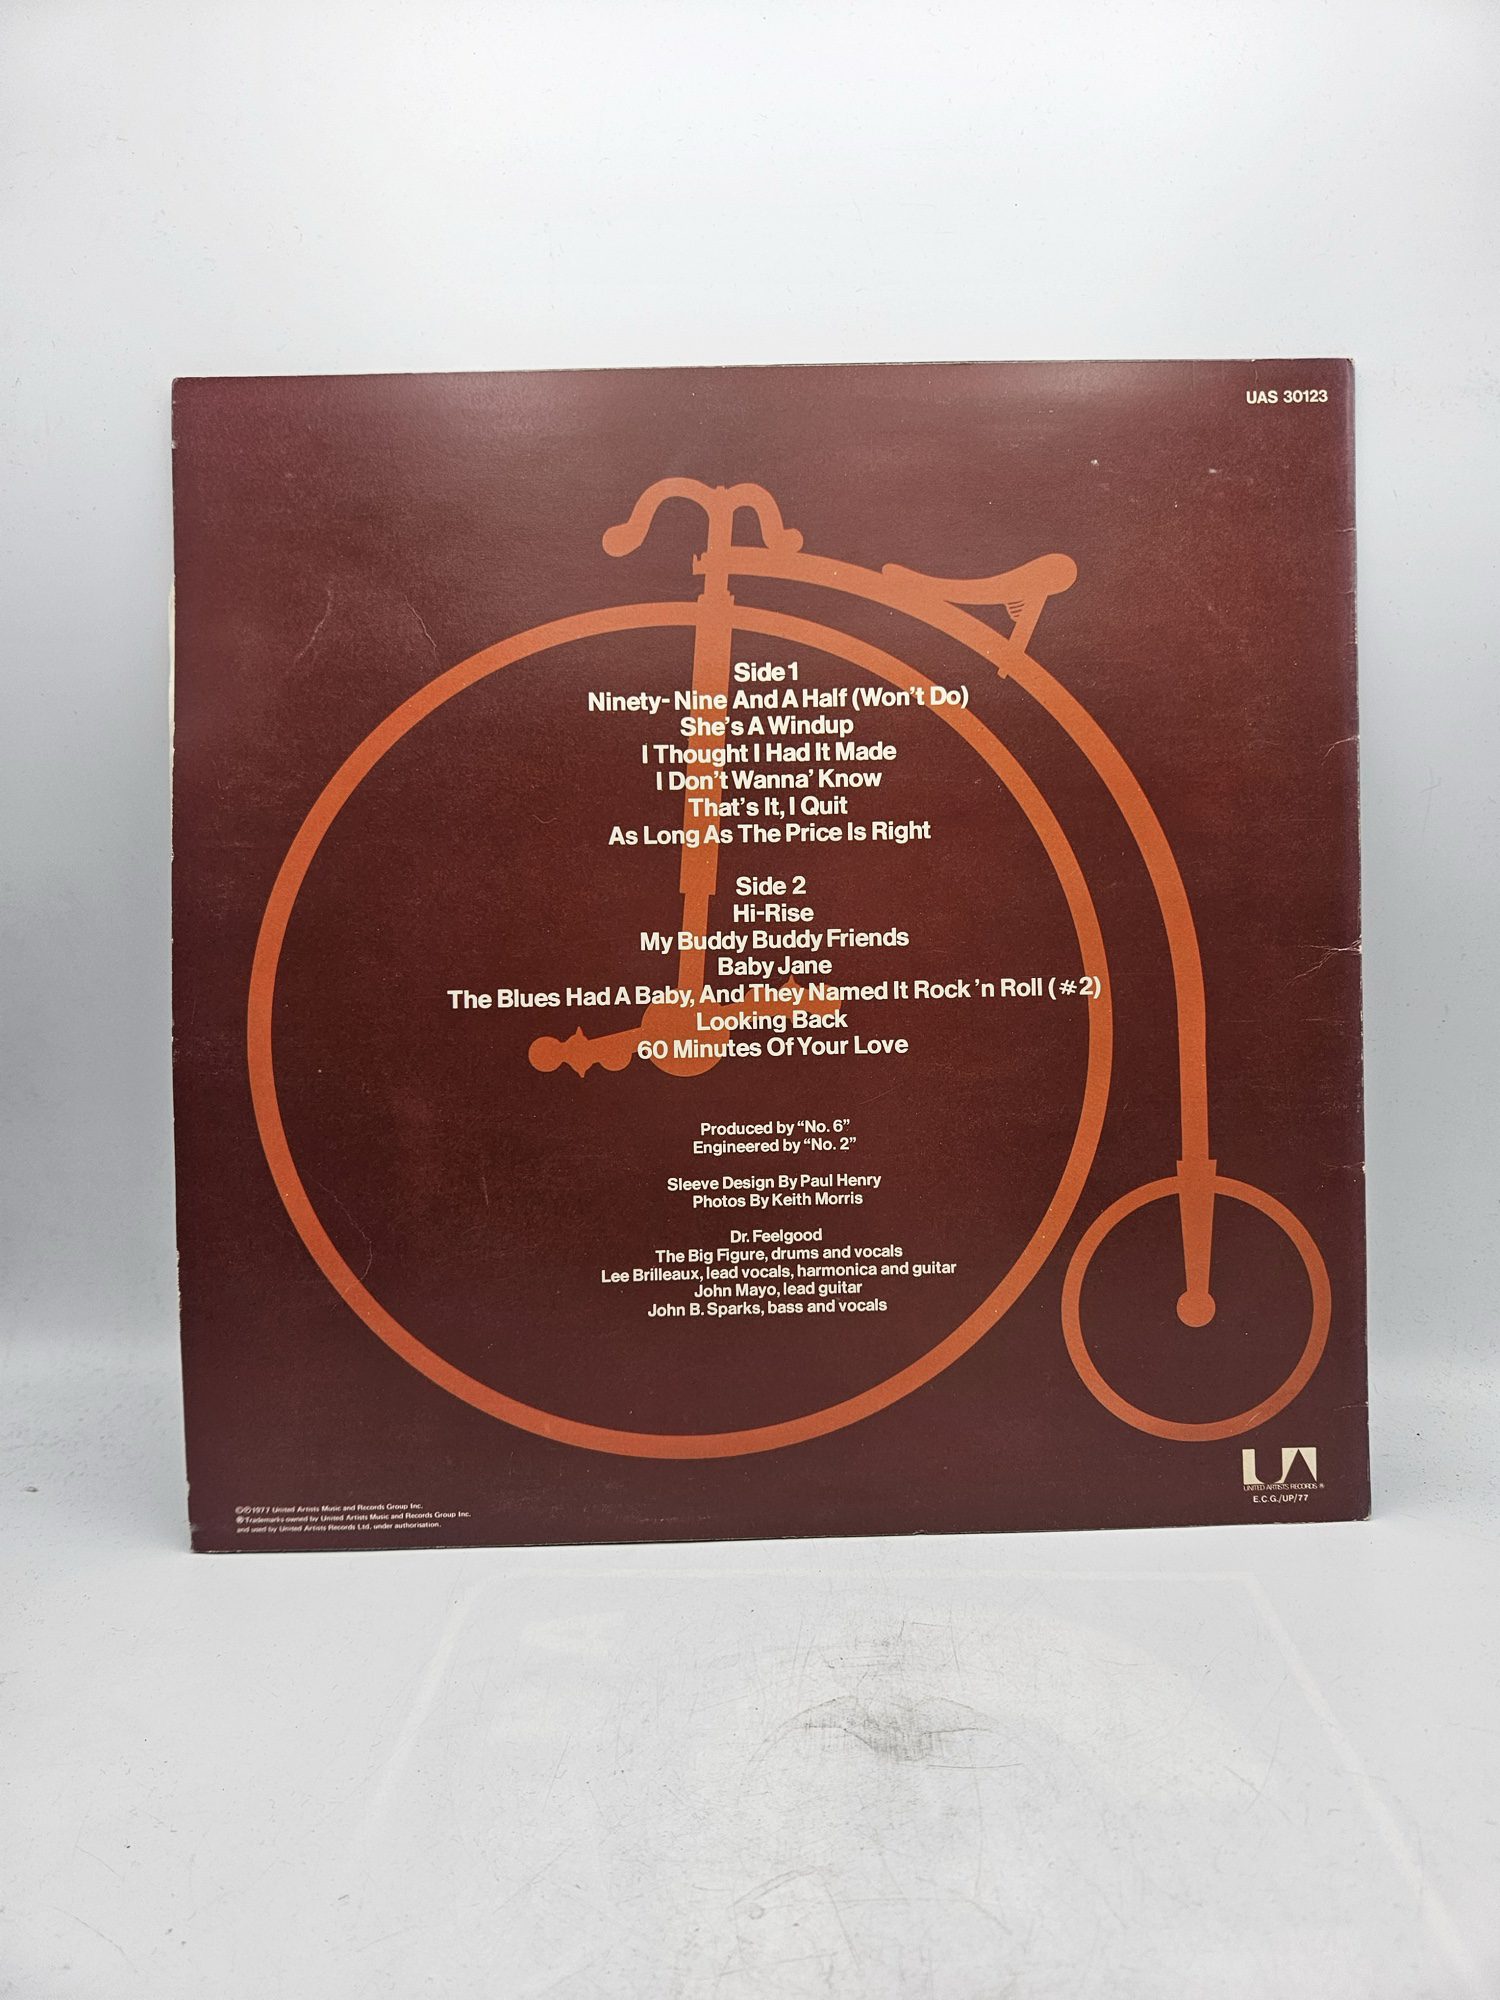 UAS 30123
Side 1
Ninety-Nine And A Half (Won't Do)
She's A Windup
I Thought I Had It Made
I Don't Wanna' Know
That's It, I Quit
As Long As The Price Is Right
Side 2
Hi-Rise
My Buddy Buddy Friends
Baby Jane
The Blues Had A Baby, And They Named It Rock 'n Roll (#2)
Looking Back
60 Minutes Of Your Love
Produced by "No. 6"
Engineered by "No. 2"
Sleeve Design By Paul Henry
Photos By Keith Morris
Dr. Feelgood
The Big Figure, drums and vocals
Lee Brilleaux, lead vocals, harmonica and guitar
John Mayo, lead guitar
John B. Sparks, bass and vocals
UA
UNITED ARTISTS RECORDS ®
E.C.G./UP/77
©℗1977 United Artists Music and Records Group Inc.
®Trademarks owned by United Artists Music and Records Group Inc.
and used by United Artists Records Ltd. under authorisation.